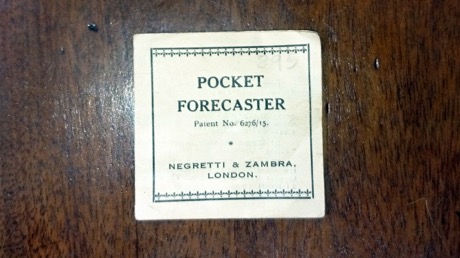 POCKET
FORECASTER
Patent No. 6276/15.
NEGRETTI & ZAMBRA,
LONDON.